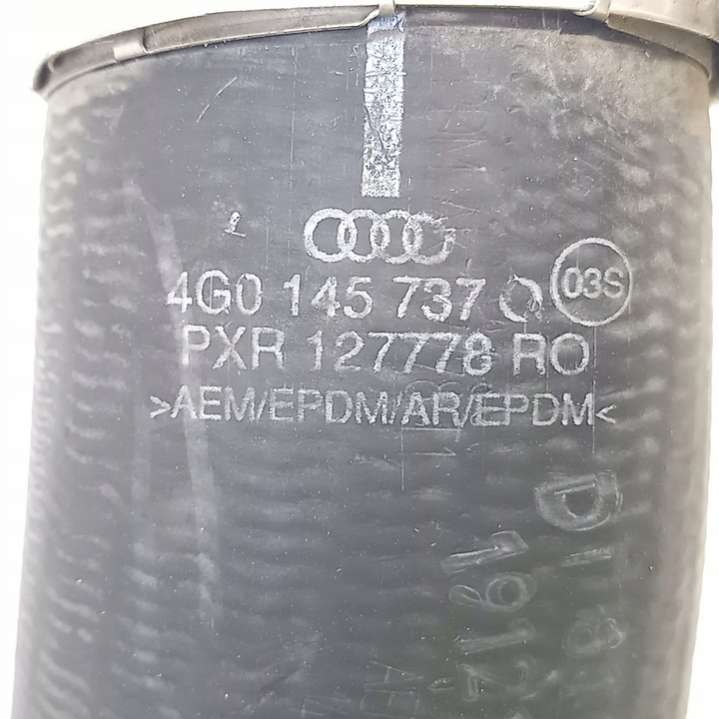 4G0 145 737 Q 03S
PXR 127778 RO
>AEM/EPDM/AR/EPDM<